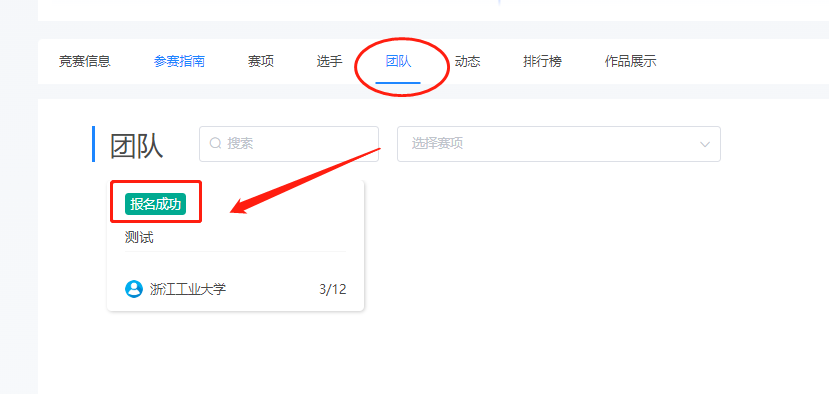 竞赛信息 参赛指南 赛项 选手 团队 动态 排行榜 作品展示
团队 搜索 选择赛项
报名成功
测试
浙江工业大学 3/12